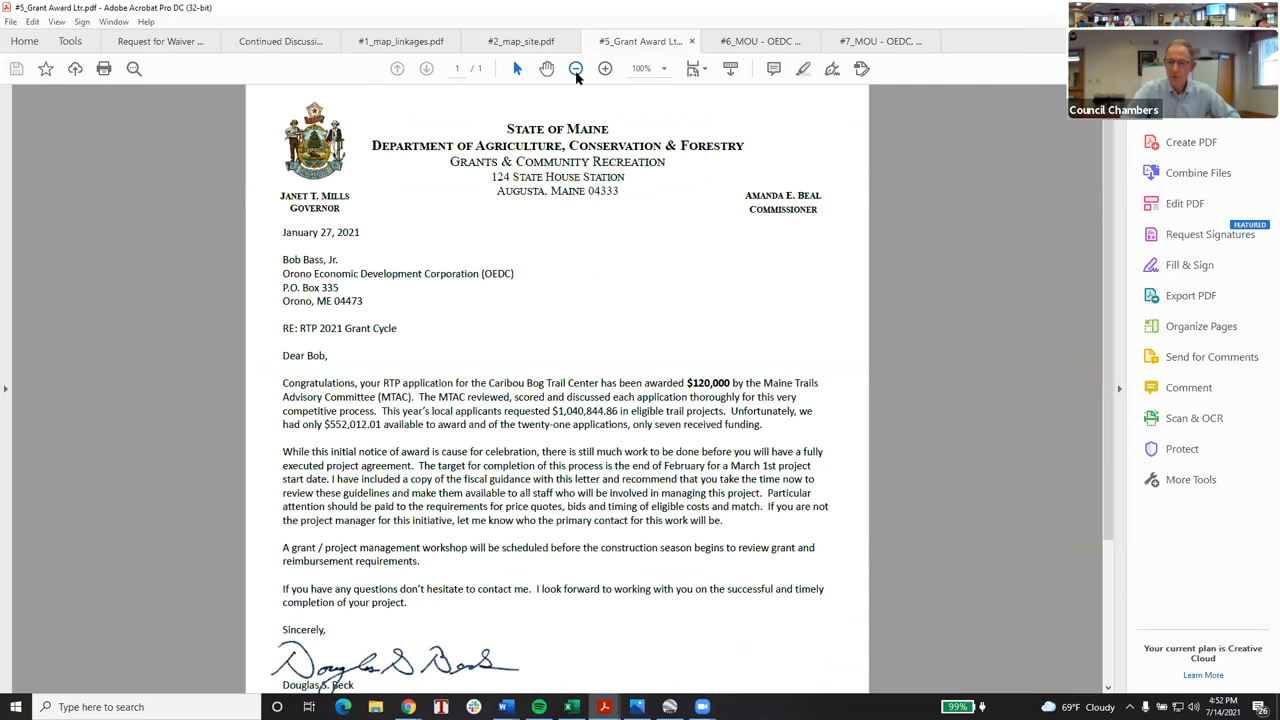 #5_Grant Award Ltr.pdf - Adobe Acrobat Pro DC (32-bit)
File Edit View Sign Window Help
Home Tools Request for Waiver ... Continued Discussi... #1_map_linkages.pdf #2_map_site.pdf #5_Grant Award Lt... × #6_MOU - OEDC ... #7_MOU - OEDC, ...
1 / 1 100%
Council Chambers
STATE OF MAINE
DEPARTMENT OF AGRICULTURE, CONSERVATION & FORESTRY
GRANTS & COMMUNITY RECREATION
124 STATE HOUSE STATION
AUGUSTA, MAINE 04333
JANET T. MILLS
GOVERNOR
AMANDA E. BEAL
COMMISSIONER
January 27, 2021
Bob Bass, Jr.
Orono Economic Development Corporation (OEDC)
P.O. Box 335
Orono, ME 04473
RE: RTP 2021 Grant Cycle
Dear Bob,
Congratulations, your RTP application for the Caribou Bog Trail Center has been awarded $120,000 by the Maine Trails
Advisory Committee (MTAC). The MTAC reviewed, scored and discussed each application thoroughly for this very
competitive process. This year's local applicants requested $1,040,844.86 in eligible trail projects. Unfortunately, we
had only $552,012.01 available to award and of the twenty-one applications, only seven received funding.
While this initial notice of award is cause for celebration, there is still much work to be done before you will have a fully
executed project agreement. The target for completion of this process is the end of February for a March 1st project
start date. I have included a copy of the fiscal guidance with this letter and recommend that you take the time now to
review these guidelines and make them available to all staff who will be involved in managing this project. Particular
attention should be paid to the requirements for price quotes, bids and timing of eligible costs and match. If you are not
the project manager for this initiative, let me know who the primary contact for this work will be.
A grant / project management workshop will be scheduled before the construction season begins to review grant and
reimbursement requirements.
If you have any questions don't hesitate to contact me. I look forward to working with you on the successful and timely
completion of your project.
Sincerely,
Douglas S Beck
Douglas S. Beck
Create PDF
Combine Files
Edit PDF
FEATURED
Request Signatures
Fill & Sign
Export PDF
Organize Pages
Send for Comments
Comment
Scan & OCR
Protect
More Tools
Your current plan is Creative
Cloud
Learn More
Type here to search
99%
69°F Cloudy
4:52 PM
7/14/2021
26